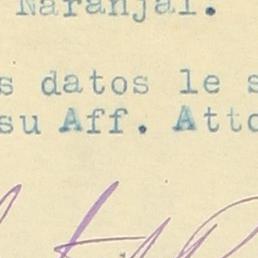 Naranjal.
s datos le s
su Aff. Atto